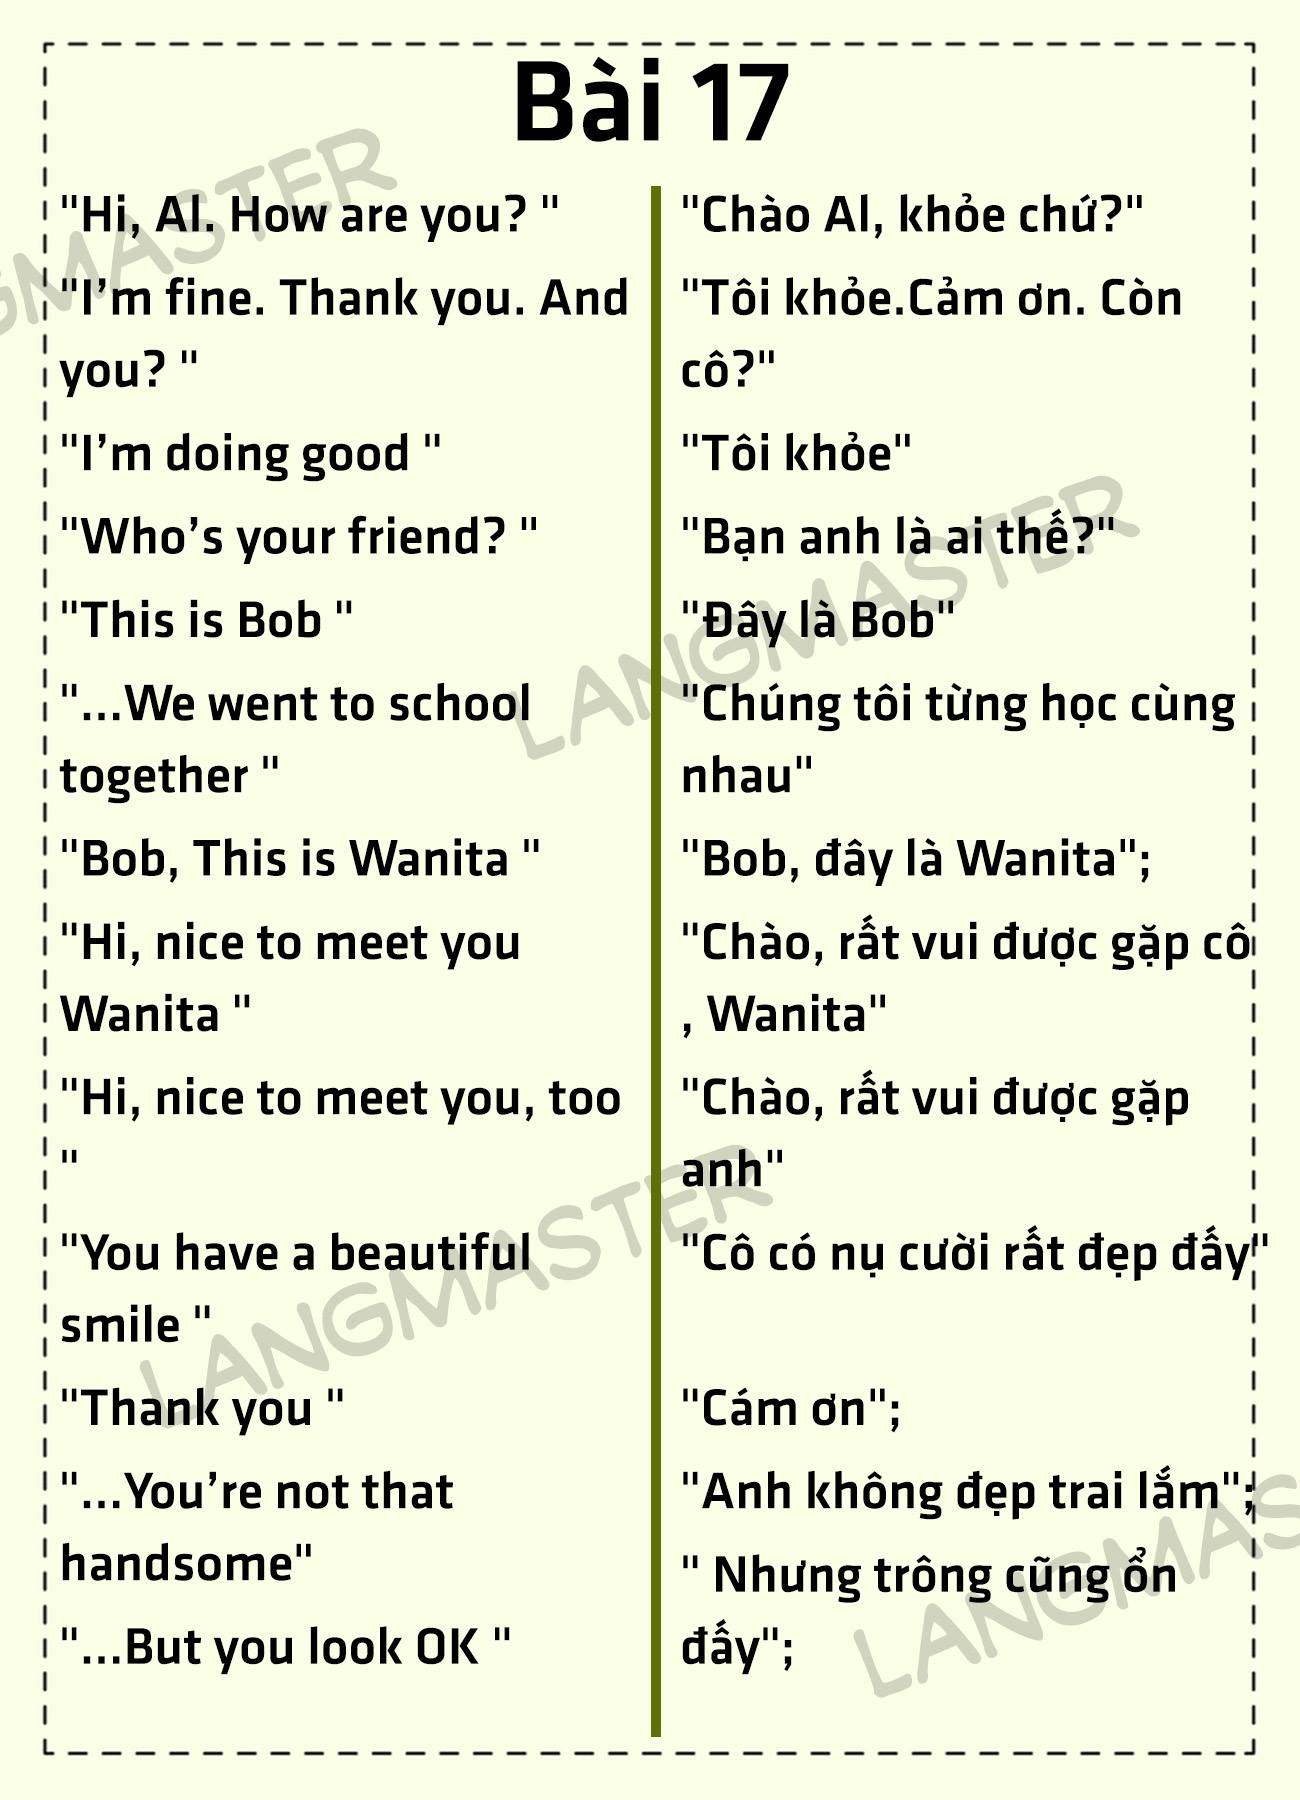 Bài 17
"Hi, Al. How are you? "
"I’m fine. Thank you. And
you? "
"I’m doing good "
"Who’s your friend? "
"This is Bob "
"...We went to school
together "
"Bob, This is Wanita "
"Hi, nice to meet you
Wanita "
"Hi, nice to meet you, too
"
"You have a beautiful
smile "
"Thank you "
"...You’re not that
handsome"
"...But you look OK "
"Chào Al, khỏe chứ?"
"Tôi khỏe.Cảm ơn. Còn
cô?"
"Tôi khỏe"
"Bạn anh là ai thế?"
"Đây là Bob"
"Chúng tôi từng học cùng
nhau"
"Bob, đây là Wanita";
"Chào, rất vui được gặp cô
, Wanita"
"Chào, rất vui được gặp
anh"
"Cô có nụ cười rất đẹp đấy"
"Cám ơn";
"Anh không đẹp trai lắm";
" Nhưng trông cũng ổn
đấy";
GMASTER
LANGMASTER
LANGMASTER
LANGMAS